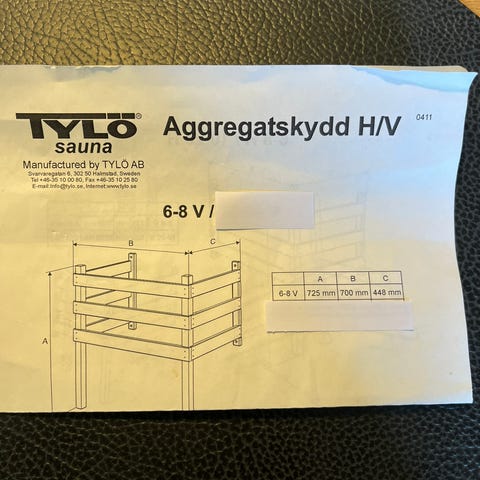 TYLÖ®
sauna
Manufactured by TYLÖ AB
Svarvaregatan 6, 302 50 Halmstad, Sweden
Tel +46-35 10 00 80, Fax +46-35 10 25 80
E-mail:info@tylo.se, Internet:www.tylo.se
Aggregatskydd H/V
0411
6-8 V /
B
C
A
A B C
6-8 V 725 mm 700 mm 448 mm